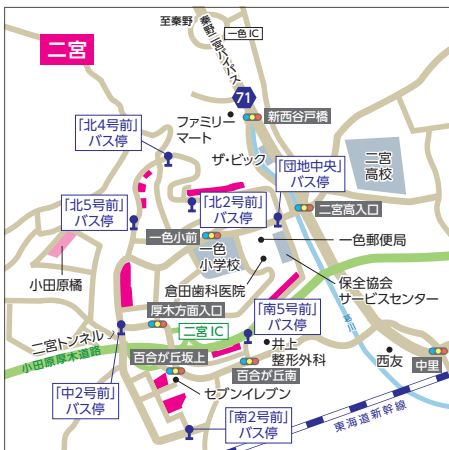 至秦野
秦野二宮バイパス
一色IC
二宮
71
ファミリー
マート
新西谷戸橋
「北4号前」
バス停
ザ・ビッグ
「団地中央」
バス停
二宮
高校
「北5号前」
バス停
「北2号前」
バス停
二宮高入口
一色小前
一色
小学校
一色郵便局
小田原橘
倉田歯科医院
保全協会
サービスセンター
厚木方面入口
「南5号前」
バス停
葛川
二宮IC
二宮トンネル
小田原厚木道路
井上
整形外科
百合が丘坂上
百合が丘南
西友
中里
セブンイレブン
「中2号前」
バス停
「南2号前」
バス停
東海道新幹線